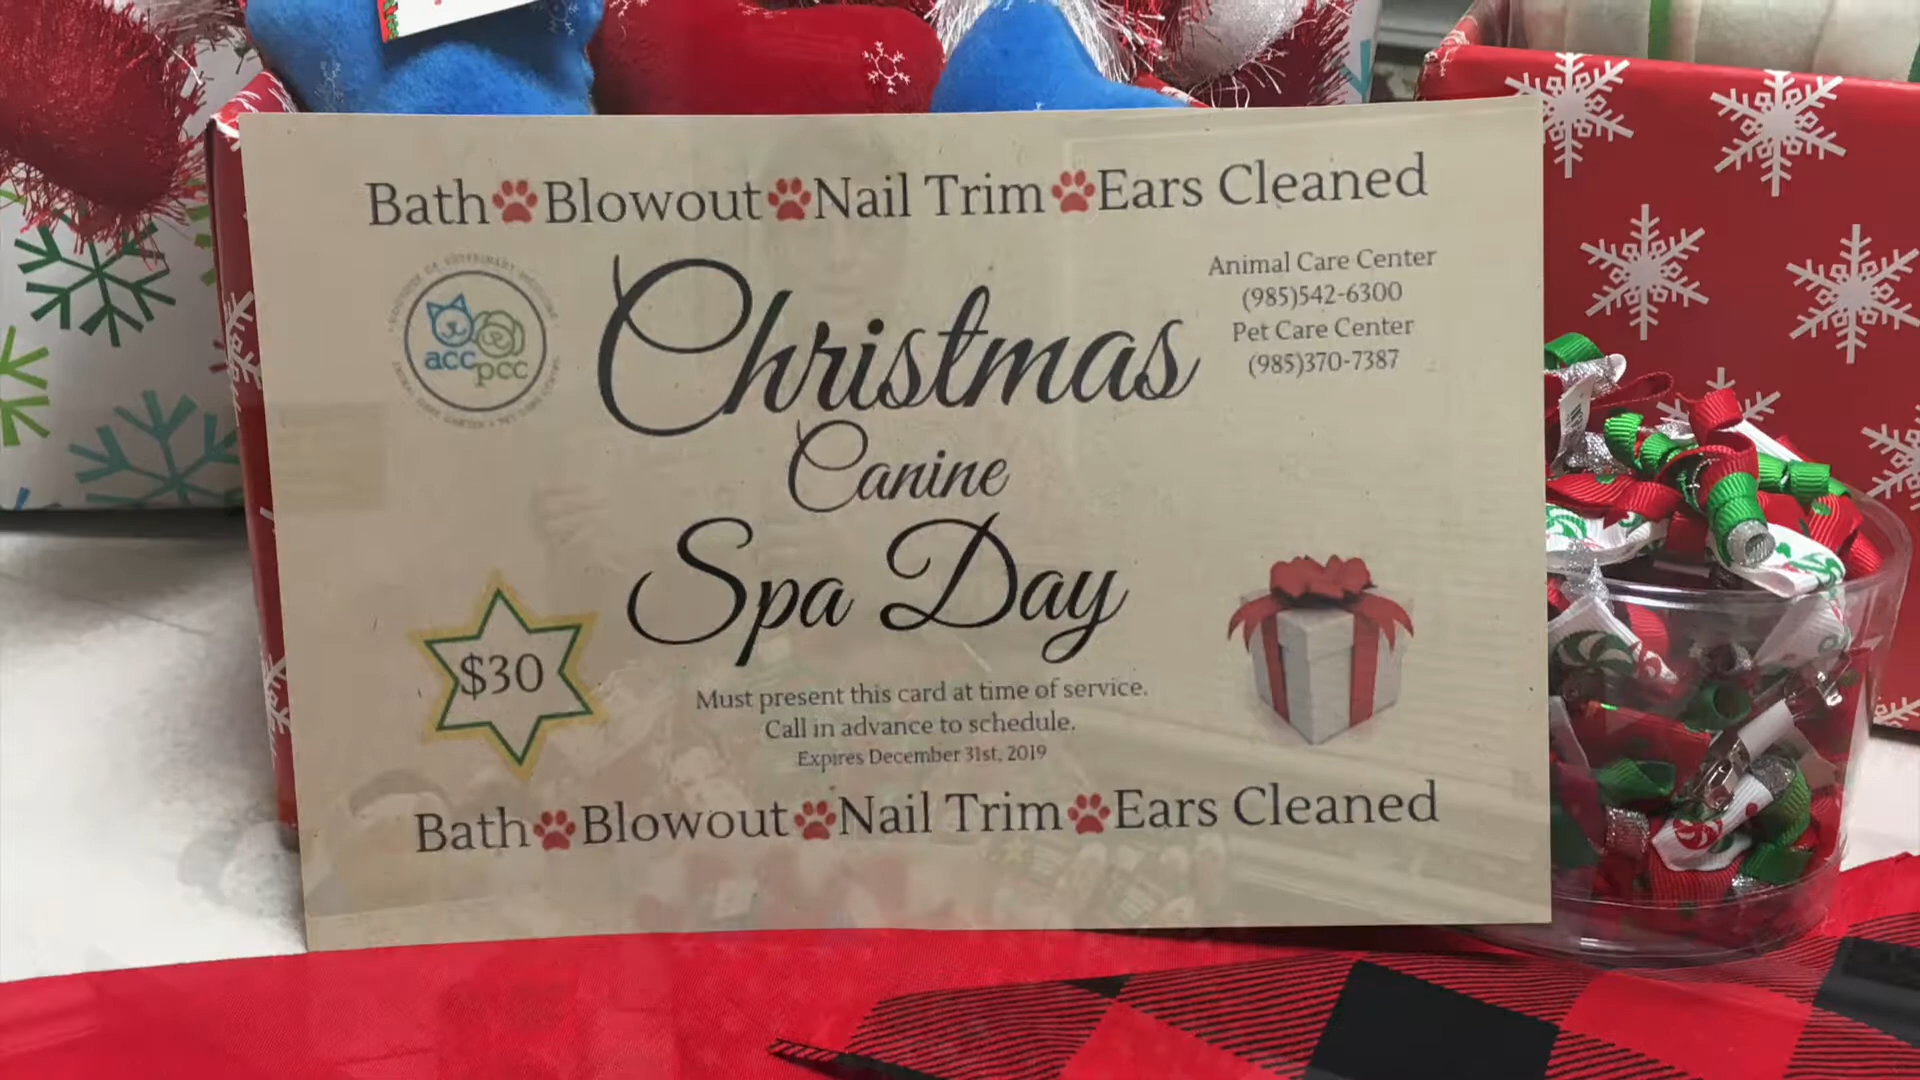 Bath Blowout Nail Trim Ears Cleaned
Christmas
Canine
Spa Day
Animal Care Center
(985)542-6300
Pet Care Center
(985)370-7387
acc
pcc
$30
Must present this card at time of service.
Call in advance to schedule.
Expires December 31st, 2019
Bath Blowout Nail Trim Ears Cleaned